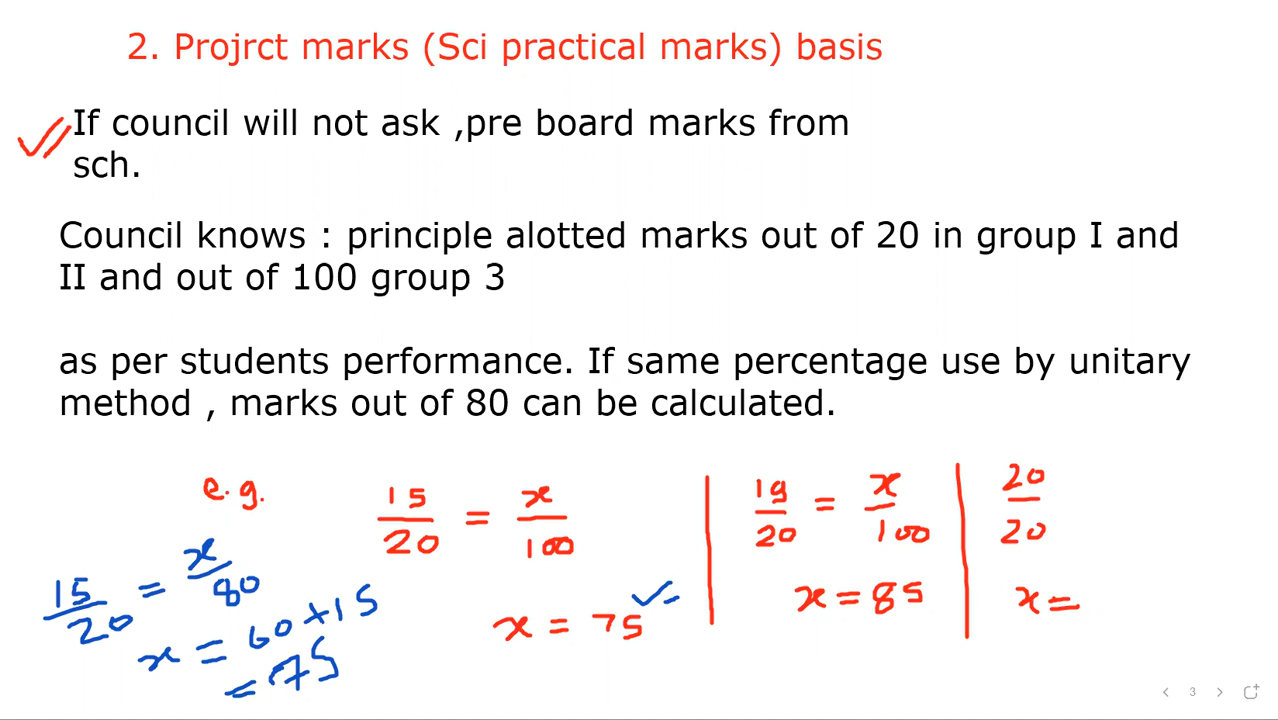 2. Projrct marks (Sci practical marks) basis
If council will not ask ,pre board marks from
sch.
Council knows : principle alotted marks out of 20 in group I and
II and out of 100 group 3
as per students performance. If same percentage use by unitary
method , marks out of 80 can be calculated.
e.g.
15/20 = x/100
x = 75
15/20 = x/80
x = 60+15
= 75
19/20 = x/100
x = 85
20/20
x =
3